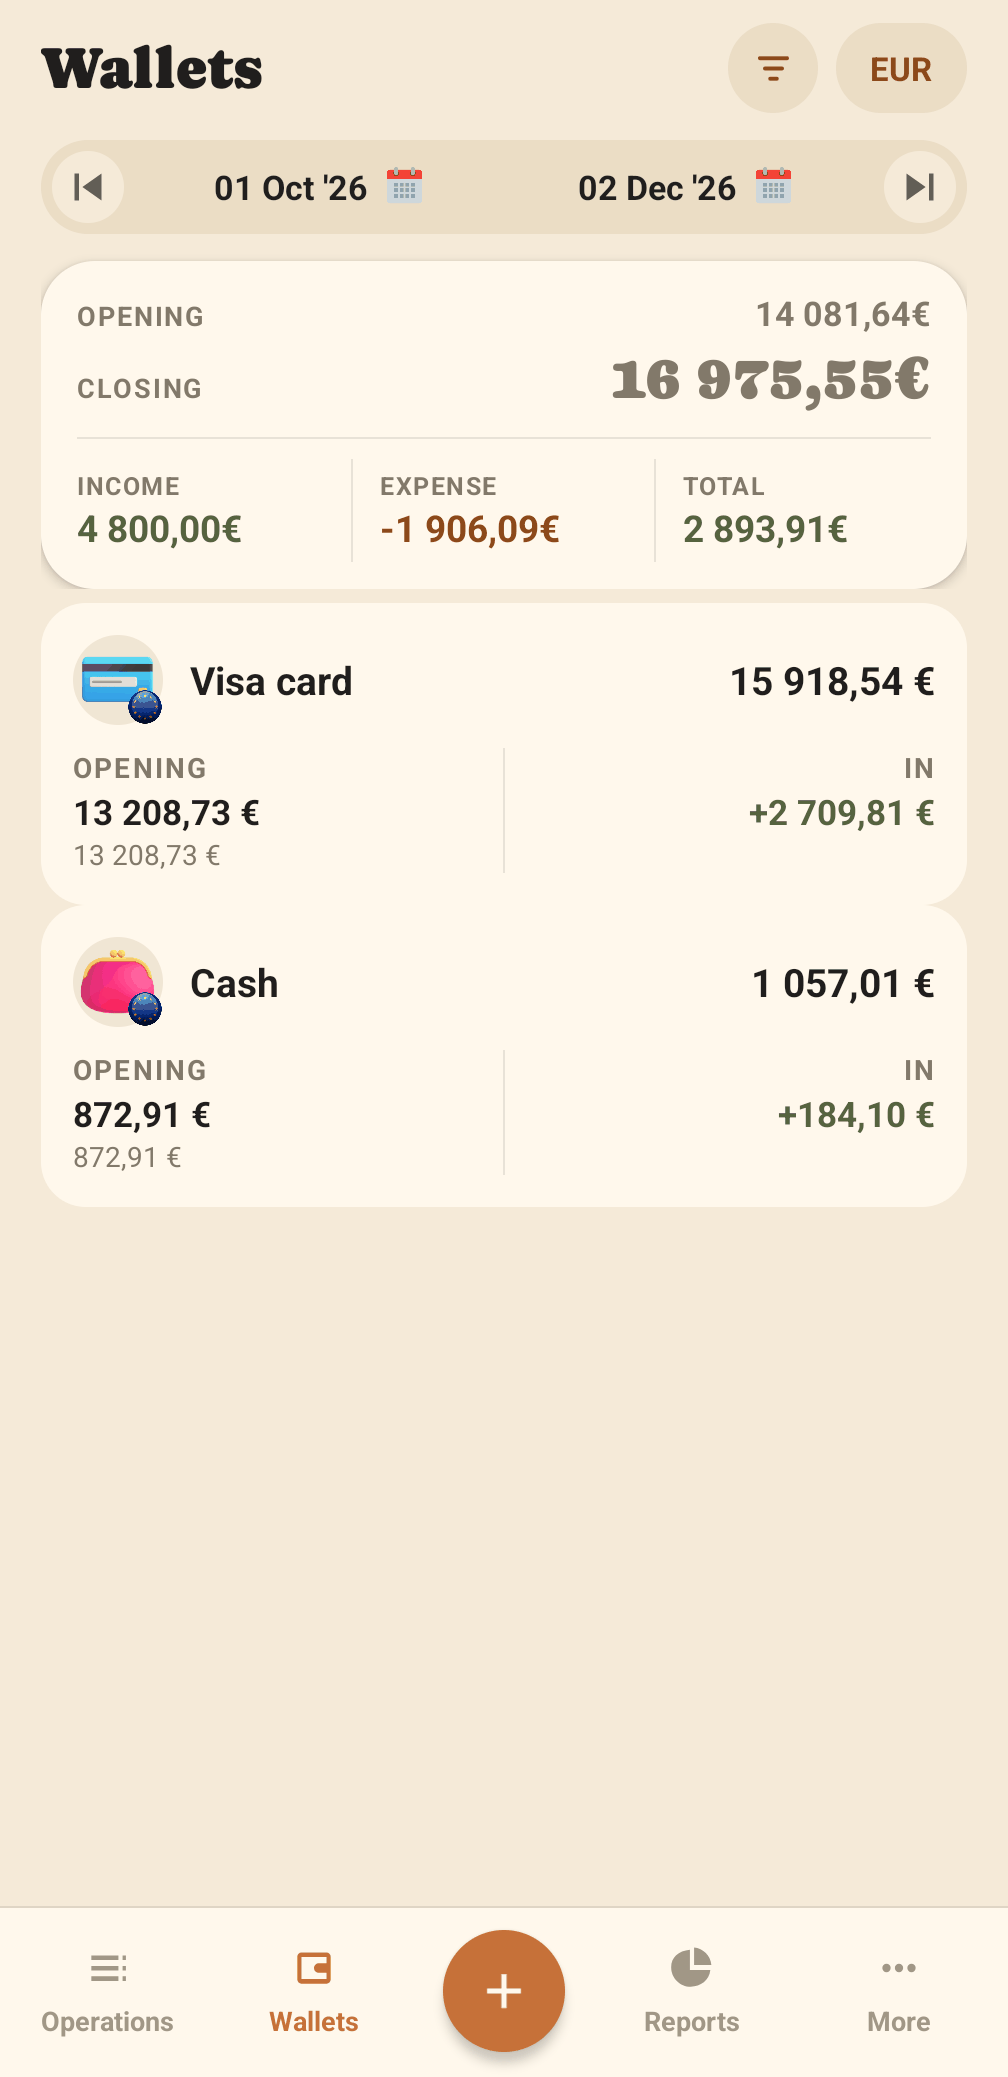 Wallets
EUR
01 Oct '26
02 Dec '26
OPENING 14 081,64€
CLOSING 16 975,55€
INCOME EXPENSE TOTAL
4 800,00€ -1 906,09€ 2 893,91€
Visa card 15 918,54 €
OPENING IN
13 208,73 € +2 709,81 €
13 208,73 €
Cash 1 057,01 €
OPENING IN
872,91 € +184,10 €
872,91 €
Operations Wallets Reports More